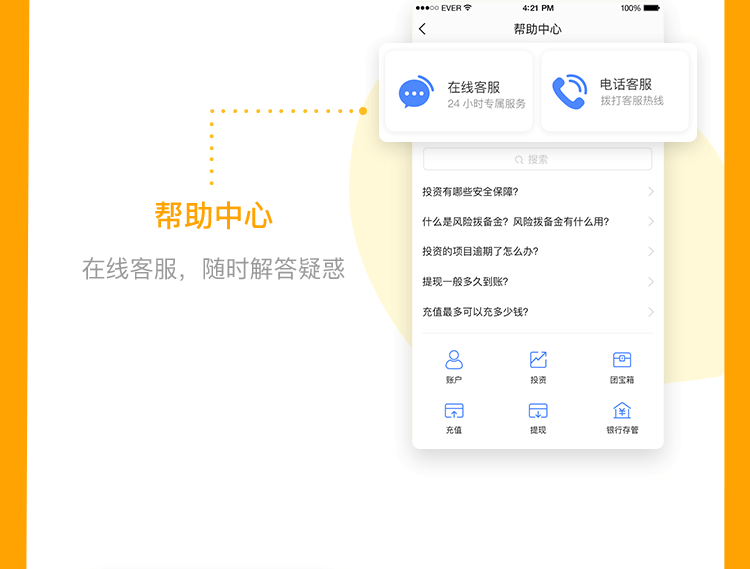 ●●●○○ EVER 4:21 PM 100%
帮助中心
在线客服
24 小时专属服务
电话客服
拨打客服热线
搜索
投资有哪些安全保障?
什么是风险拨备金? 风险拨备金有什么用?
投资的项目逾期了怎么办?
提现一般多久到账?
充值最多可以充多少钱?
账户 投资 团宝箱
充值 提现 银行存管
帮助中心
在线客服，随时解答疑惑